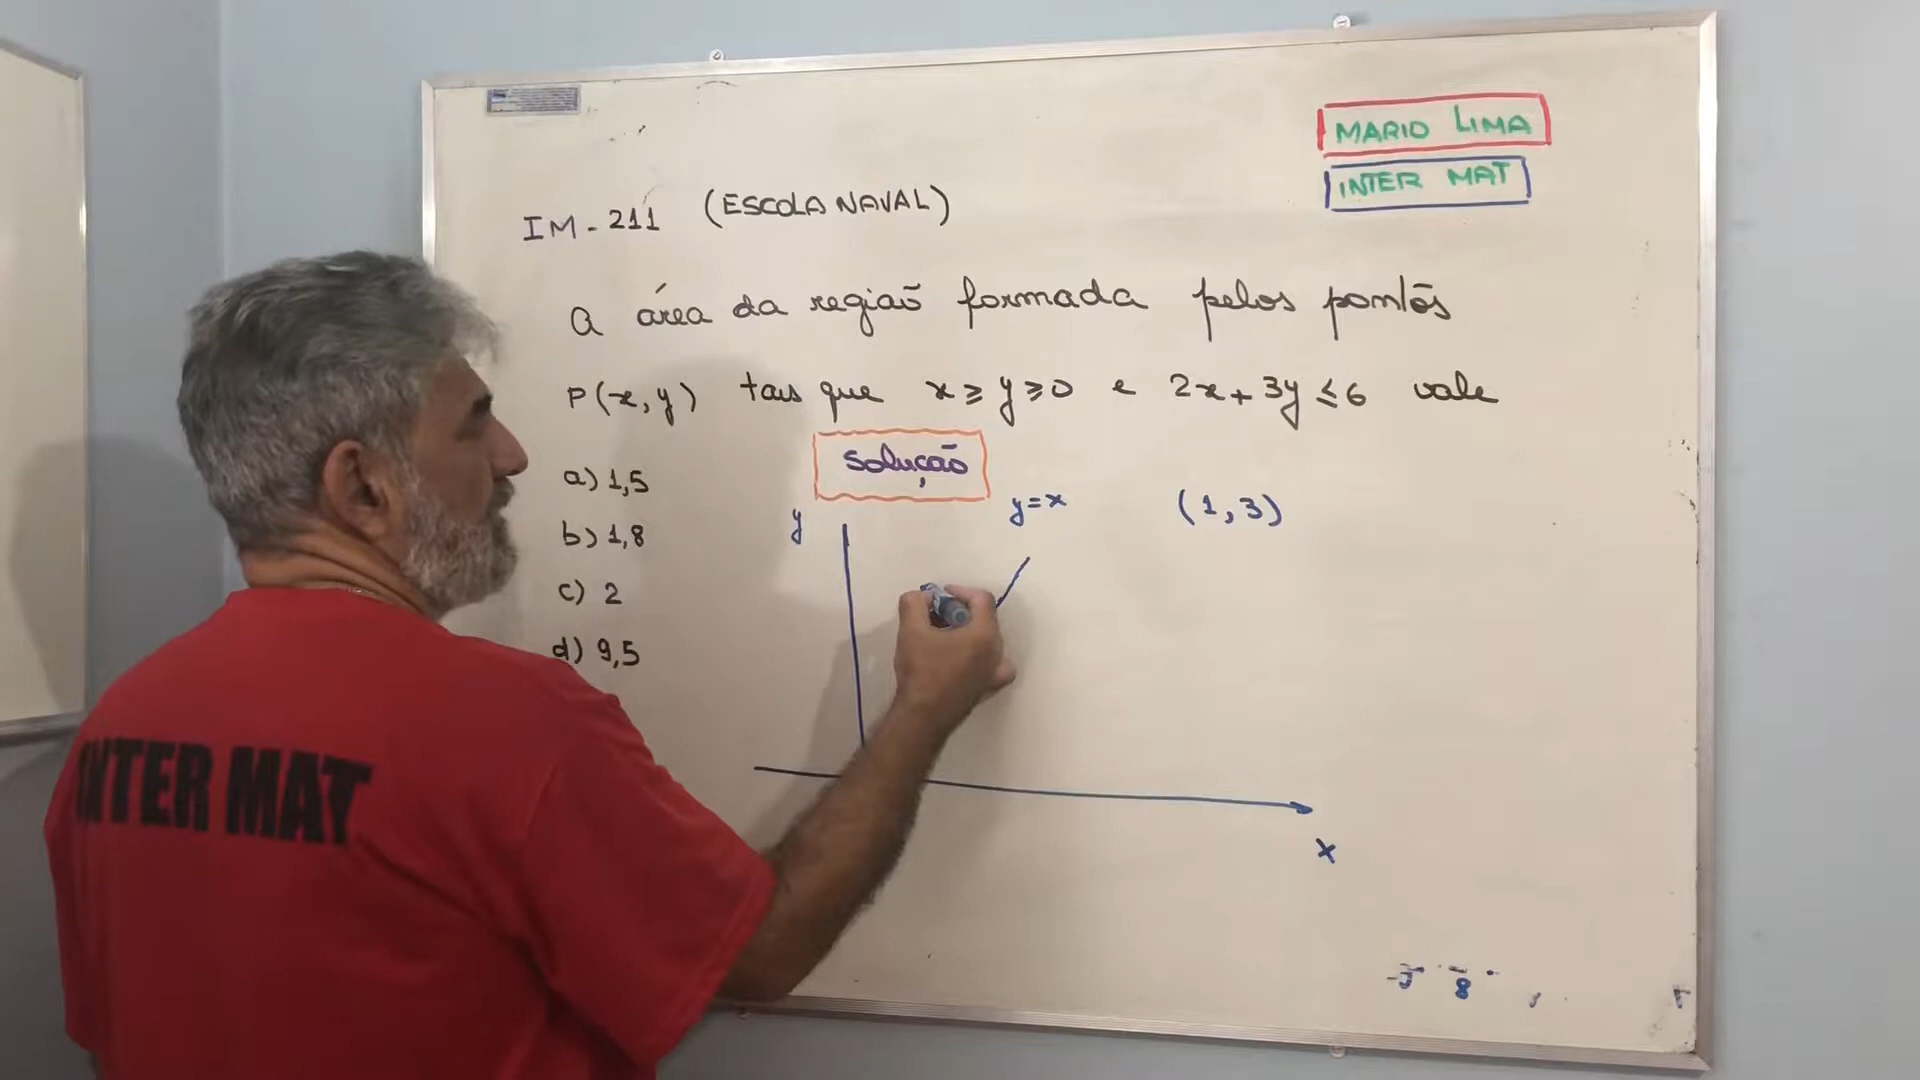 MARIO LIMA
INTER MAT
IM - 211 (ESCOLA NAVAL)
A área da região formada pelos pontos
P(x, y) tais que x ≥ y ≥ 0 e 2x + 3y ≤ 6 vale
solução
a) 1,5
b) 1,8
c) 2
d) 9,5
y
y = x
(1, 3)
x
INTER MAT
8